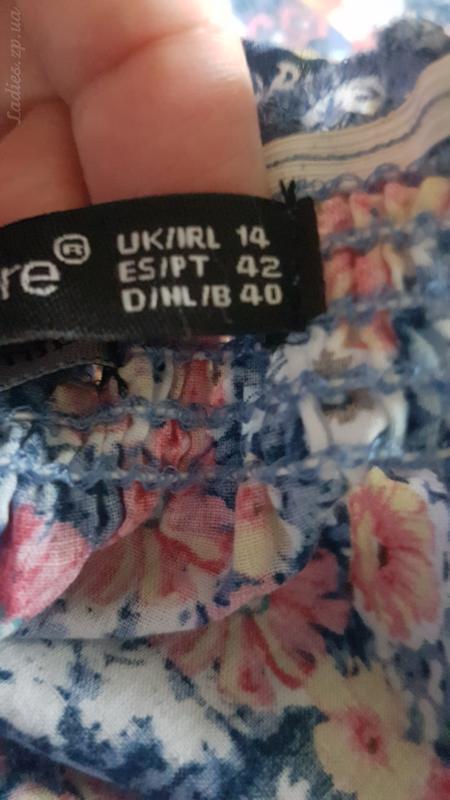 Ladies.zp.ua
re®
UK/IRL 14
ES/PT 42
D/NL/B 40